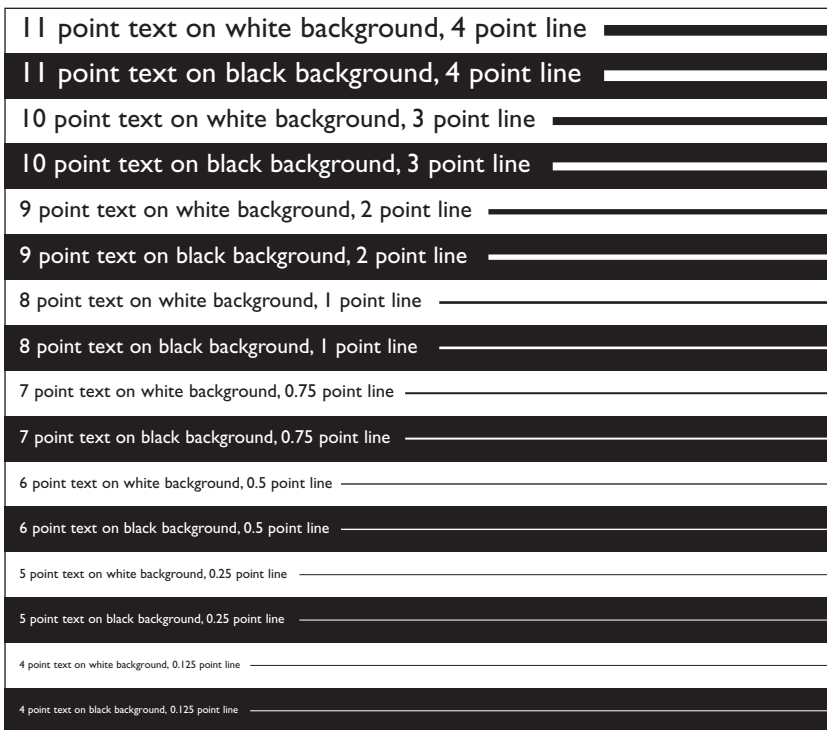 11 point text on white background, 4 point line
11 point text on black background, 4 point line
10 point text on white background, 3 point line
10 point text on black background, 3 point line
9 point text on white background, 2 point line
9 point text on black background, 2 point line
8 point text on white background, 1 point line
8 point text on black background, 1 point line
7 point text on white background, 0.75 point line
7 point text on black background, 0.75 point line
6 point text on white background, 0.5 point line
6 point text on black background, 0.5 point line
5 point text on white background, 0.25 point line
5 point text on black background, 0.25 point line
4 point text on white background, 0.125 point line
4 point text on black background, 0.125 point line